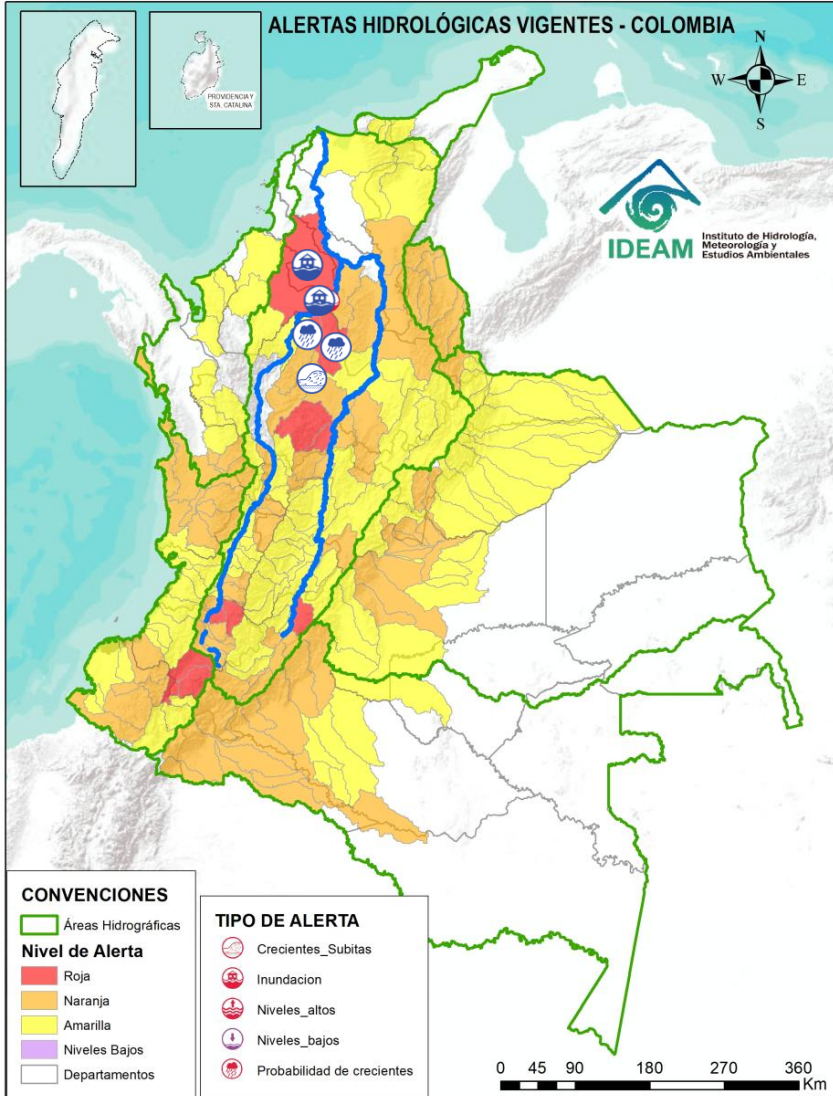 ALERTAS HIDROLÓGICAS VIGENTES - COLOMBIA
PROVIDENCIA Y
STA. CATALINA
N
W
E
S
IDEAM
Instituto de Hidrología,
Meteorología y
Estudios Ambientales
CONVENCIONES
Áreas Hidrográficas
Nivel de Alerta
Roja
Naranja
Amarilla
Niveles Bajos
Departamentos
TIPO DE ALERTA
Crecientes_Subitas
Inundacion
Niveles_altos
Niveles_bajos
Probabilidad de crecientes
0 45 90 180 270 360
Km